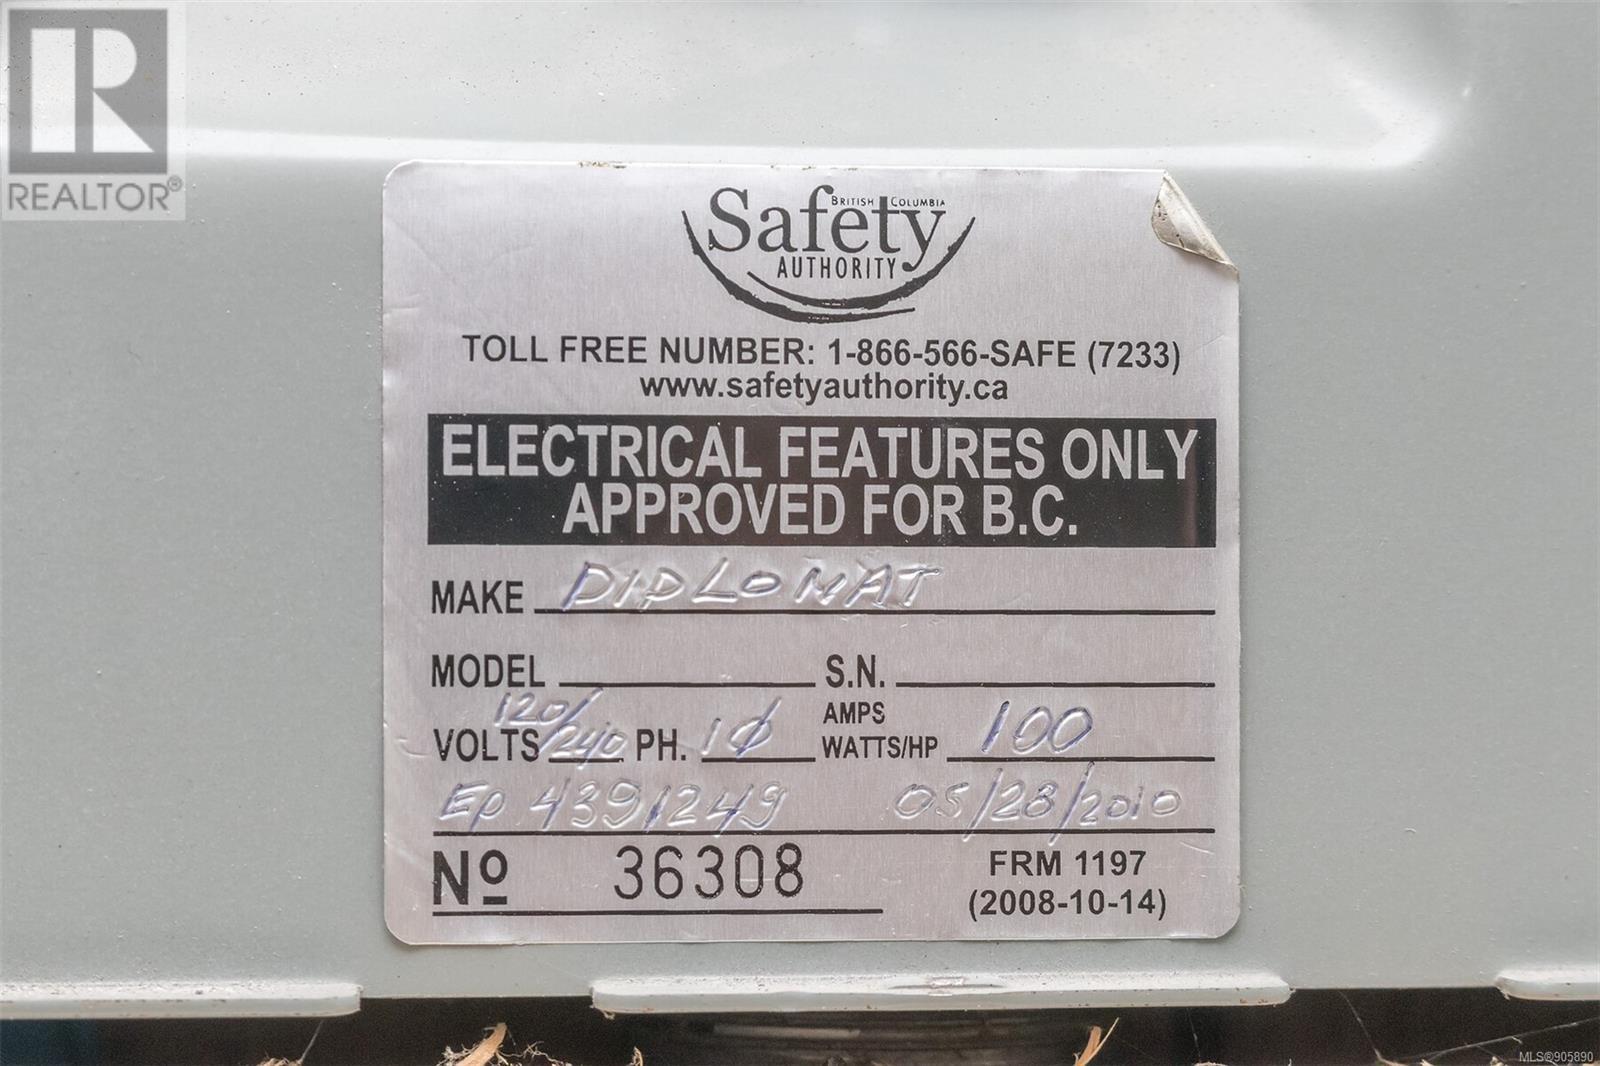 REALTOR®
BRITISH COLUMBIA
Safety
AUTHORITY
TOLL FREE NUMBER: 1-866-566-SAFE (7233)
www.safetyauthority.ca
ELECTRICAL FEATURES ONLY
APPROVED FOR B.C.
MAKE DIPLOMAT
MODEL S.N.
VOLTS 120/240 PH. 1ϕ AMPS WATTS/HP 100
EP 4391249 05/28/2010
Nº 36308 FRM 1197
(2008-10-14)
MLS®905890